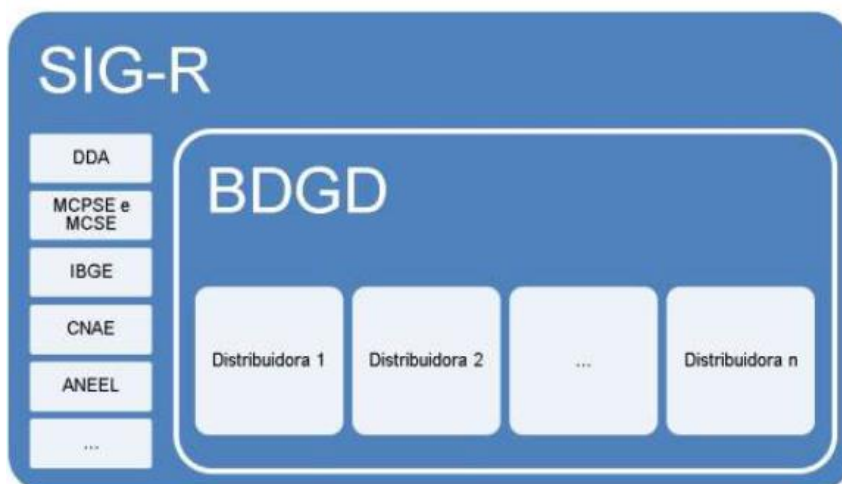 SIG-R
DDA
MCPSE e
MCSE
IBGE
CNAE
ANEEL
...
BDGD
Distribuidora 1
Distribuidora 2
...
Distribuidora n